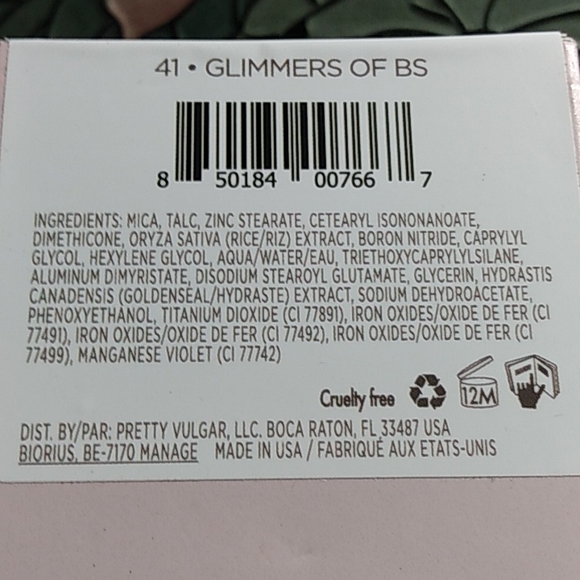 41 • GLIMMERS OF BS
8 50184 00766 7
INGREDIENTS: MICA, TALC, ZINC STEARATE, CETEARYL ISONONANOATE,
DIMETHICONE, ORYZA SATIVA (RICE/RIZ) EXTRACT, BORON NITRIDE, CAPRYLYL
GLYCOL, HEXYLENE GLYCOL, AQUA/WATER/EAU, TRIETHOXYCAPRYLYLSILANE,
ALUMINUM DIMYRISTATE, DISODIUM STEAROYL GLUTAMATE, GLYCERIN, HYDRASTIS
CANADENSIS (GOLDENSEAL/HYDRASTE) EXTRACT, SODIUM DEHYDROACETATE,
PHENOXYETHANOL, TITANIUM DIOXIDE (CI 77891), IRON OXIDES/OXIDE DE FER (CI
77491), IRON OXIDES/OXIDE DE FER (CI 77492), IRON OXIDES/OXIDE DE FER (CI
77499), MANGANESE VIOLET (CI 77742)
Cruelty free 12M
DIST. BY/PAR: PRETTY VULGAR, LLC. BOCA RATON, FL 33487 USA
BIORIUS, BE-7170 MANAGE MADE IN USA / FABRIQUÉ AUX ETATS-UNIS